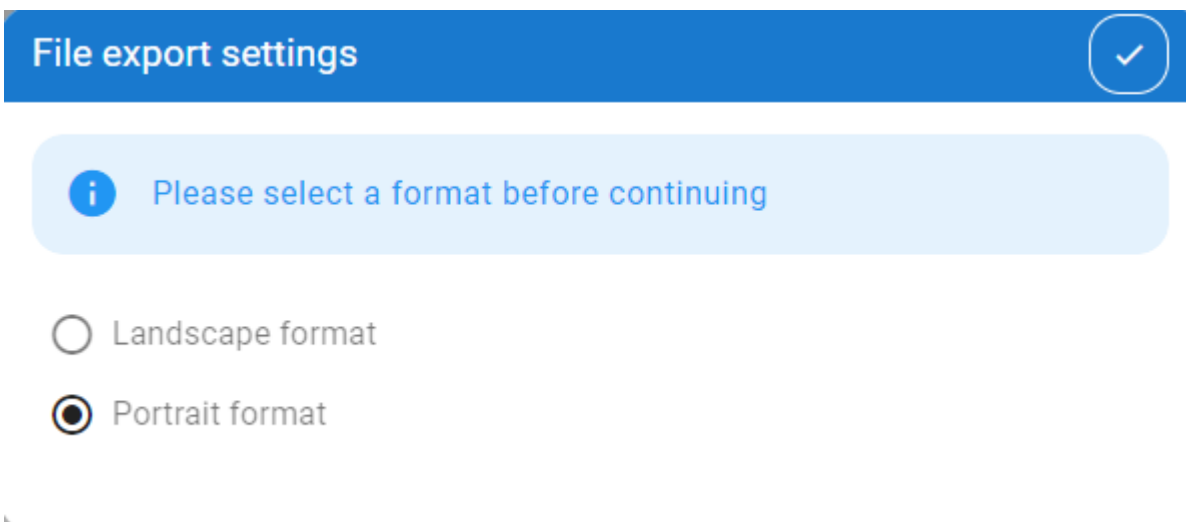 File export settings
Please select a format before continuing
Landscape format
Portrait format